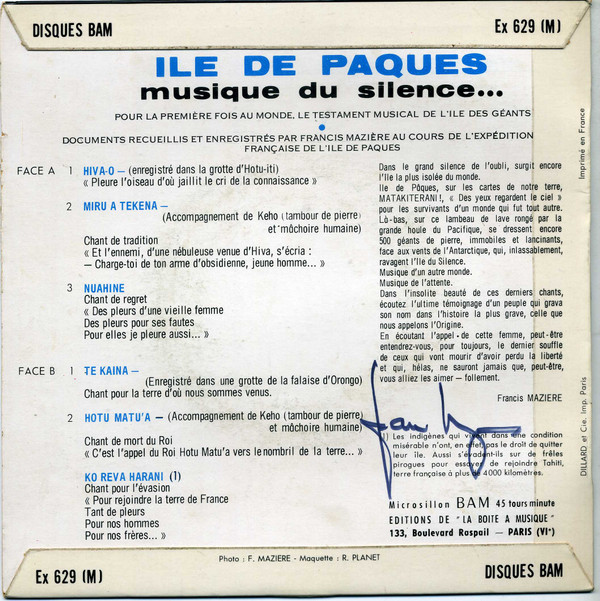 DISQUES BAM
Ex 629 (M)
ILE DE PAQUES
musique du silence...
POUR LA PREMIÈRE FOIS AU MONDE, LE TESTAMENT MUSICAL DE L'ILE DES GÉANTS
DOCUMENTS RECUEILLIS ET ENREGISTRÉS PAR FRANCIS MAZIÈRE AU COURS DE L'EXPÉDITION
FRANÇAISE DE L'ILE DE PAQUES
FACE A 1 HIVA-O – (enregistré dans la grotte d'Hotu-iti)
« Pleure l'oiseau d'où jaillit le cri de la connaissance »
2 MIRU A TEKENA –
(Accompagnement de Keho (tambour de pierre)
et môchoire humaine)
Chant de tradition
« Et l'ennemi, d'une nébuleuse venue d'Hiva, s'écria :
— Charge-toi de ton arme d'obsidienne, jeune homme... »
3 NUAHINE
Chant de regret
« Des pleurs d'une vieille femme
Des pleurs pour ses fautes
Pour elles je pleure aussi... »
FACE B 1 TE KAINA –
(Enregistré dans une grotte de la falaise d'Orongo)
Chant pour la terre d'où nous sommes venus.
2 HOTU MATU'A – (Accompagnement de Keho (tambour de pierre)
et môchoire humaine)
Chant de mort du Roi
« C'est l'appel du Roi Hotu Matu'a vers le nombril de la terre... »
KO REVA HARANI (1)
Chant pour l'évasion
« Pour rejoindre la terre de France
Tant de pleurs
Pour nos hommes
Pour nos frères... »
Dans le grand silence de l'oubli, surgit encore
l'Ile la plus isolée du monde.
Ile de Pôques, sur les cartes de notre terre,
MATAKITERANI!, « Des yeux regardent le ciel »
pour les survivants d'un monde qui fut tout autre.
Lô-bas, sur ce lambeau de lave rongé par la
grande houle du Pacifique, se dressent encore
500 géants de pierre, immobiles et lancinants,
face aux vents de l'Antarctique, qui, inlassablement,
ravagent l'Ile du Silence.
Musique d'un autre monde.
Musique de l'attente.
Dans l'insolite beauté de ces derniers chants,
écoutez l'ultime témoignage d'un peuple qui grava
son nom dans l'histoire la plus grave, celle que
nous appelons l'Origine.
En écoutant l'appel de cette femme, peut-être
entendrez-vous, pour toujours, le dernier souffle
de ceux qui vont mourir d'avoir perdu la liberté
et qui, hélas, ne sauront jamais que, peut-être,
vous alliez les aimer — follement.
Francis MAZIERE
(1) Les indigènes qui vivent dans une condition
misérable n'ont, en effet, pas le droit de quitter
leur île. Aussi s'évadent-ils sur de frêles
pirogues pour essayer de rejoindre Tahiti,
terre française à plus de 4000 kilomètres.
Microsillon BAM 45 tours minute
EDITIONS DE "LA BOITE A MUSIQUE"
133, Boulevard Raspail — PARIS (VI°)
Photo : F. MAZIERE - Maquette : R. PLANET
Ex 629 (M)
DISQUES BAM
Imprimé en France
DILLARD et Cie. Imp. Paris